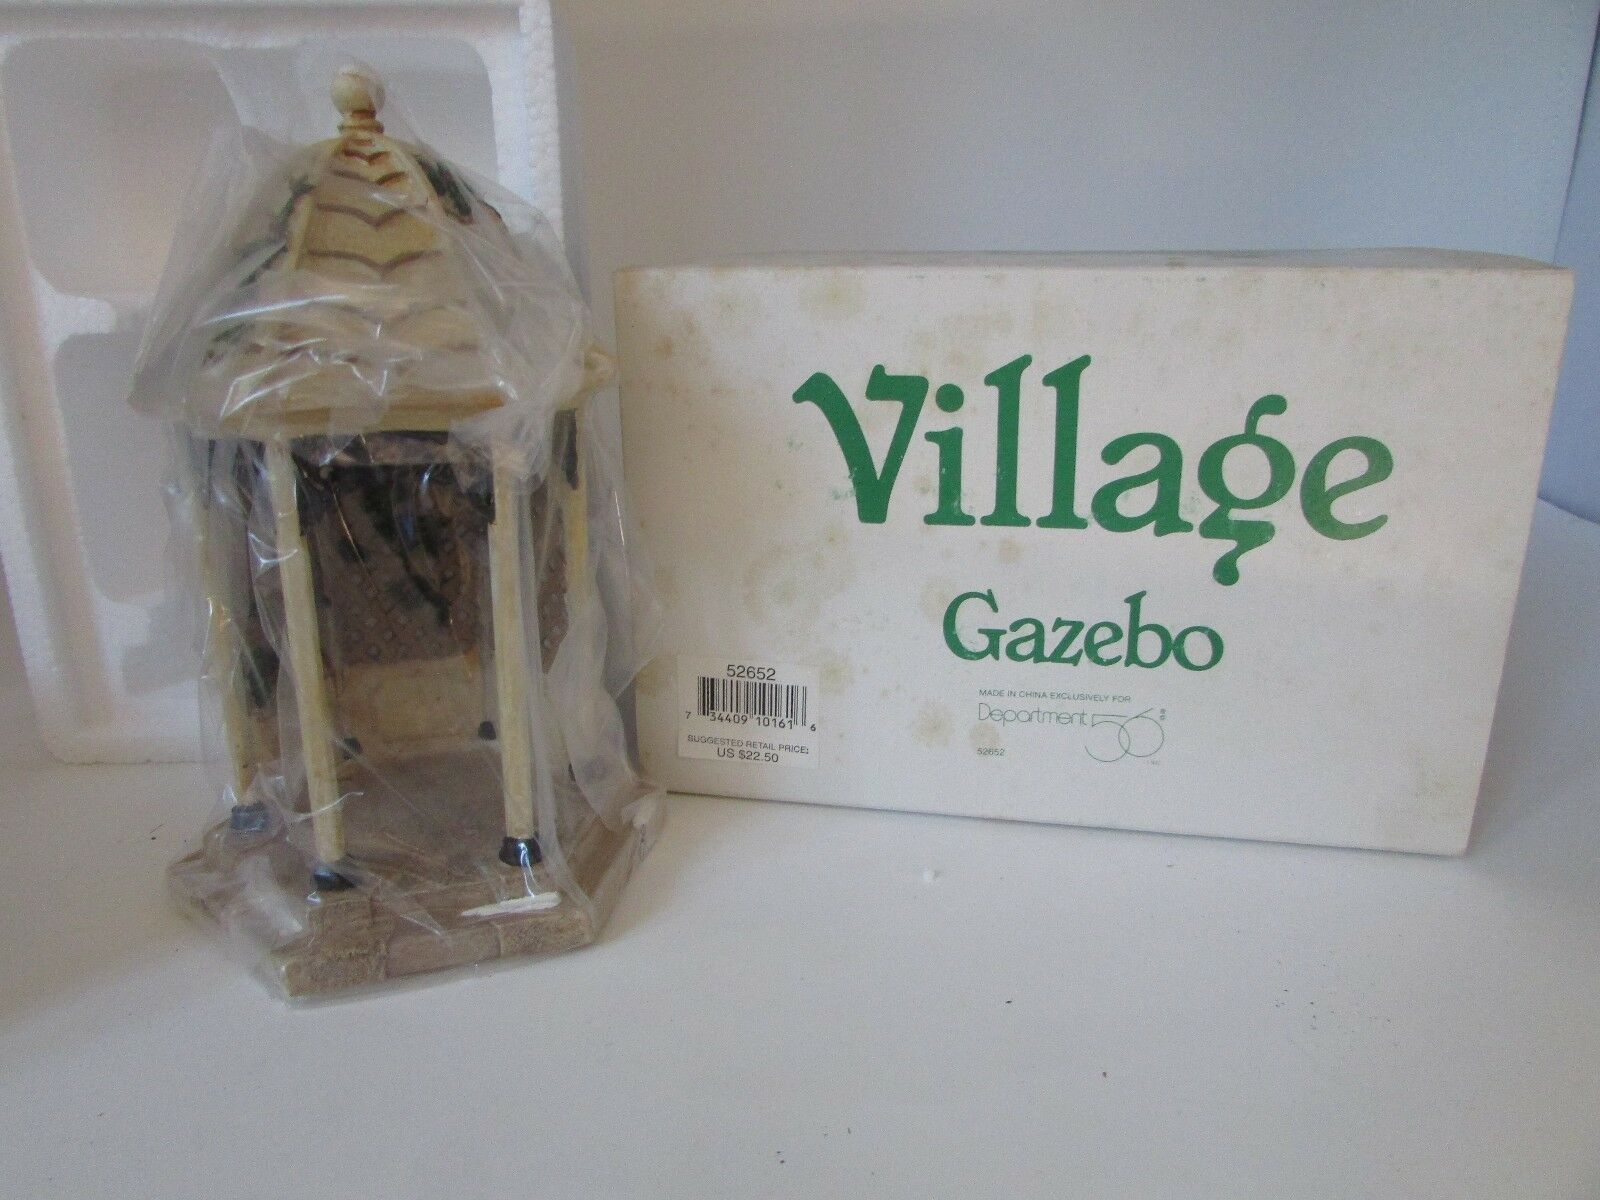 Village
Gazebo
52652
7 34409 10161 6
SUGGESTED RETAIL PRICE:
US $22.50
MADE IN CHINA EXCLUSIVELY FOR
Department 56®
INC.
52652